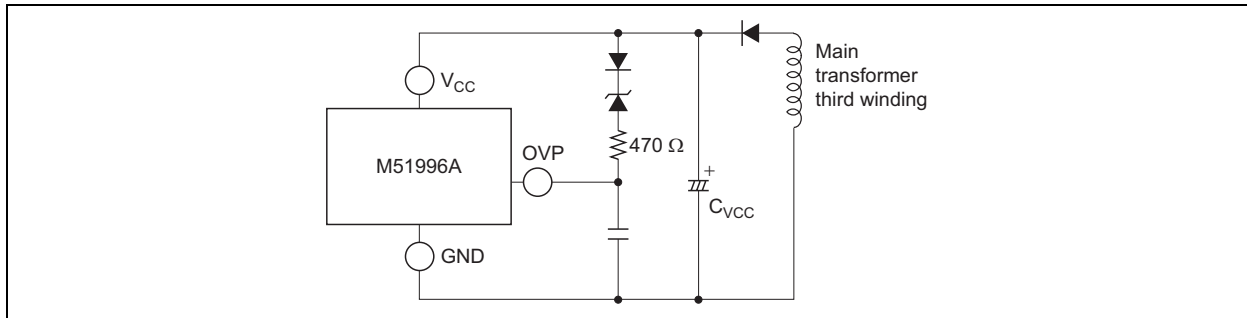 Main
transformer
third winding
V_CC
470 Ω
OVP
M51996A
+
C_VCC
GND